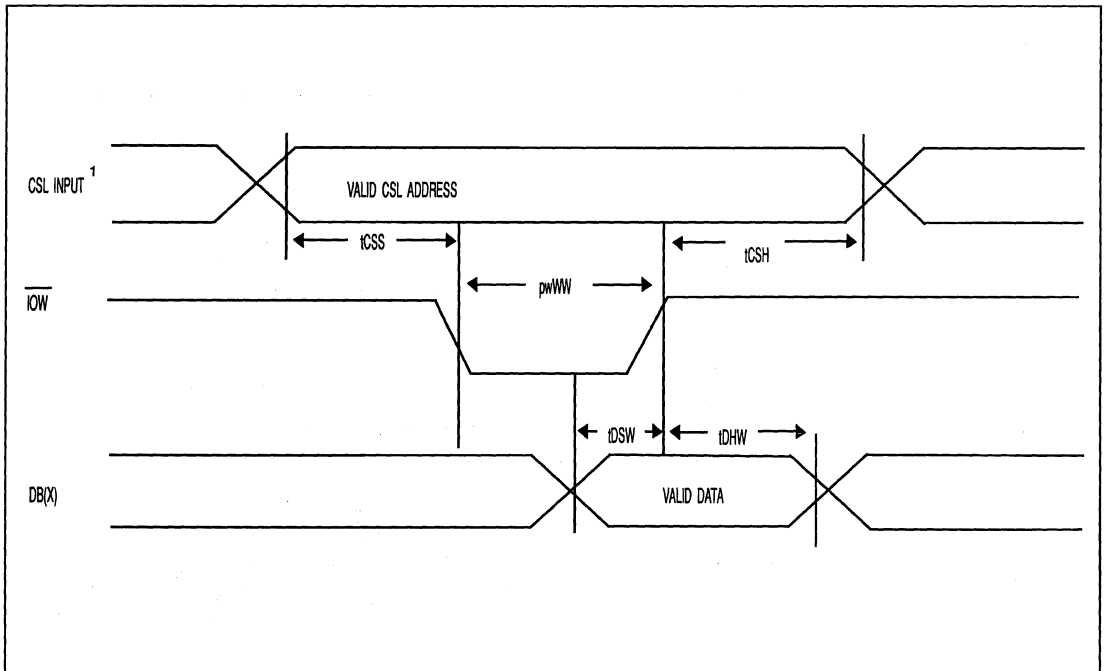 CSL INPUT 1
VALID CSL ADDRESS
tCSS
tCSH
pwWW
IOW
tDSW
tDHW
DB(X)
VALID DATA